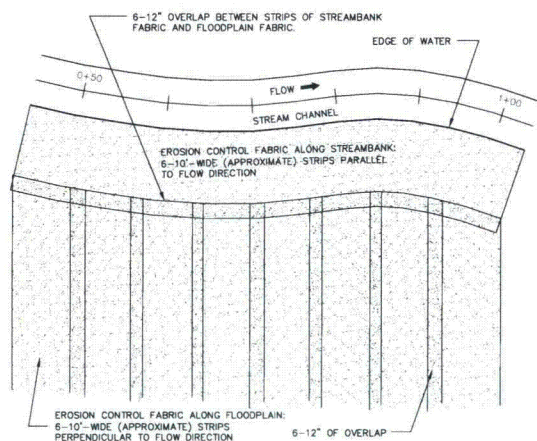 6-12" OVERLAP BETWEEN STRIPS OF STREAMBANK
FABRIC AND FLOODPLAIN FABRIC.
EDGE OF WATER
0+50
FLOW
1+00
STREAM CHANNEL
EROSION CONTROL FABRIC ALONG STREAMBANK:
6-10'-WIDE (APPROXIMATE) STRIPS PARALLEL
TO FLOW DIRECTION
EROSION CONTROL FABRIC ALONG FLOODPLAIN:
6-10'-WIDE (APPROXIMATE) STRIPS
PERPENDICULAR TO FLOW DIRECTION
6-12" OF OVERLAP